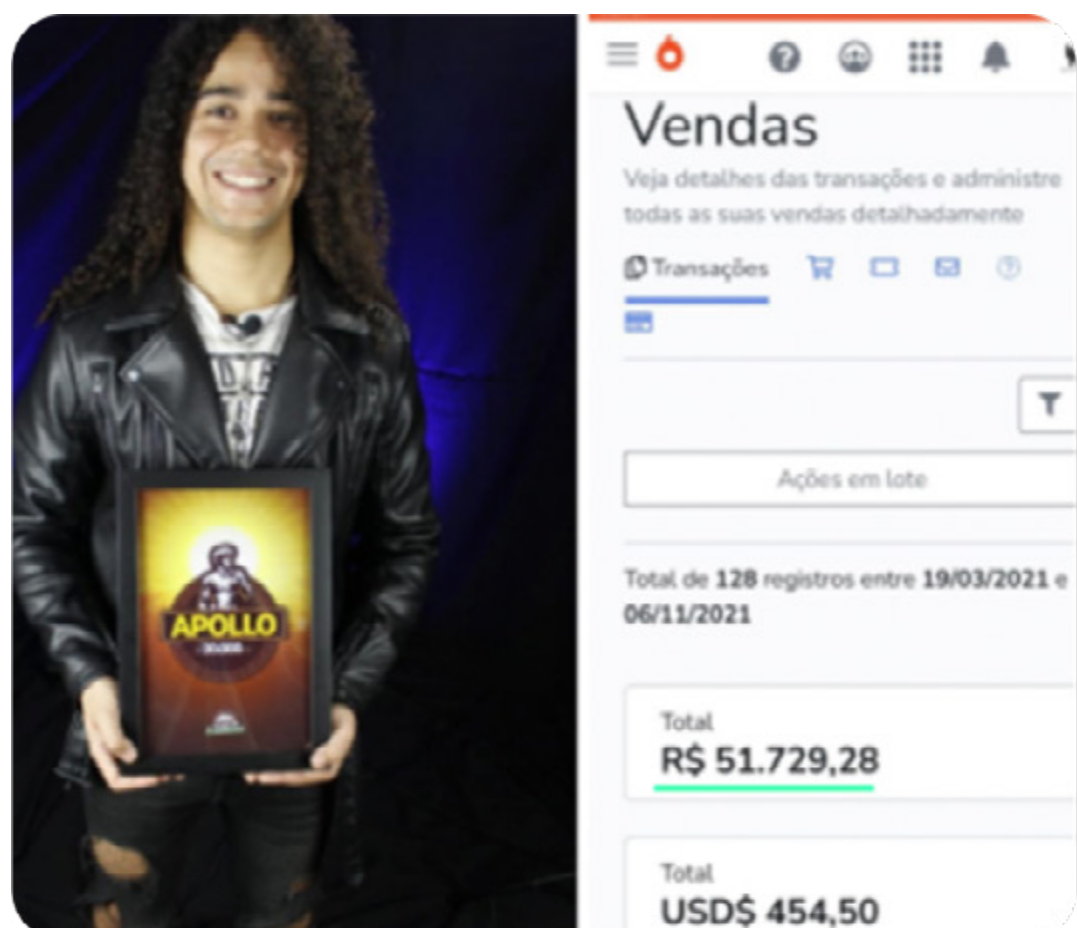 APOLLO
Vendas
Veja detalhes das transações e administre
todas as suas vendas detalhadamente
Transações
Ações em lote
Total de 128 registros entre 19/03/2021 e
06/11/2021
Total
R$ 51.729,28
Total
USD$ 454,50